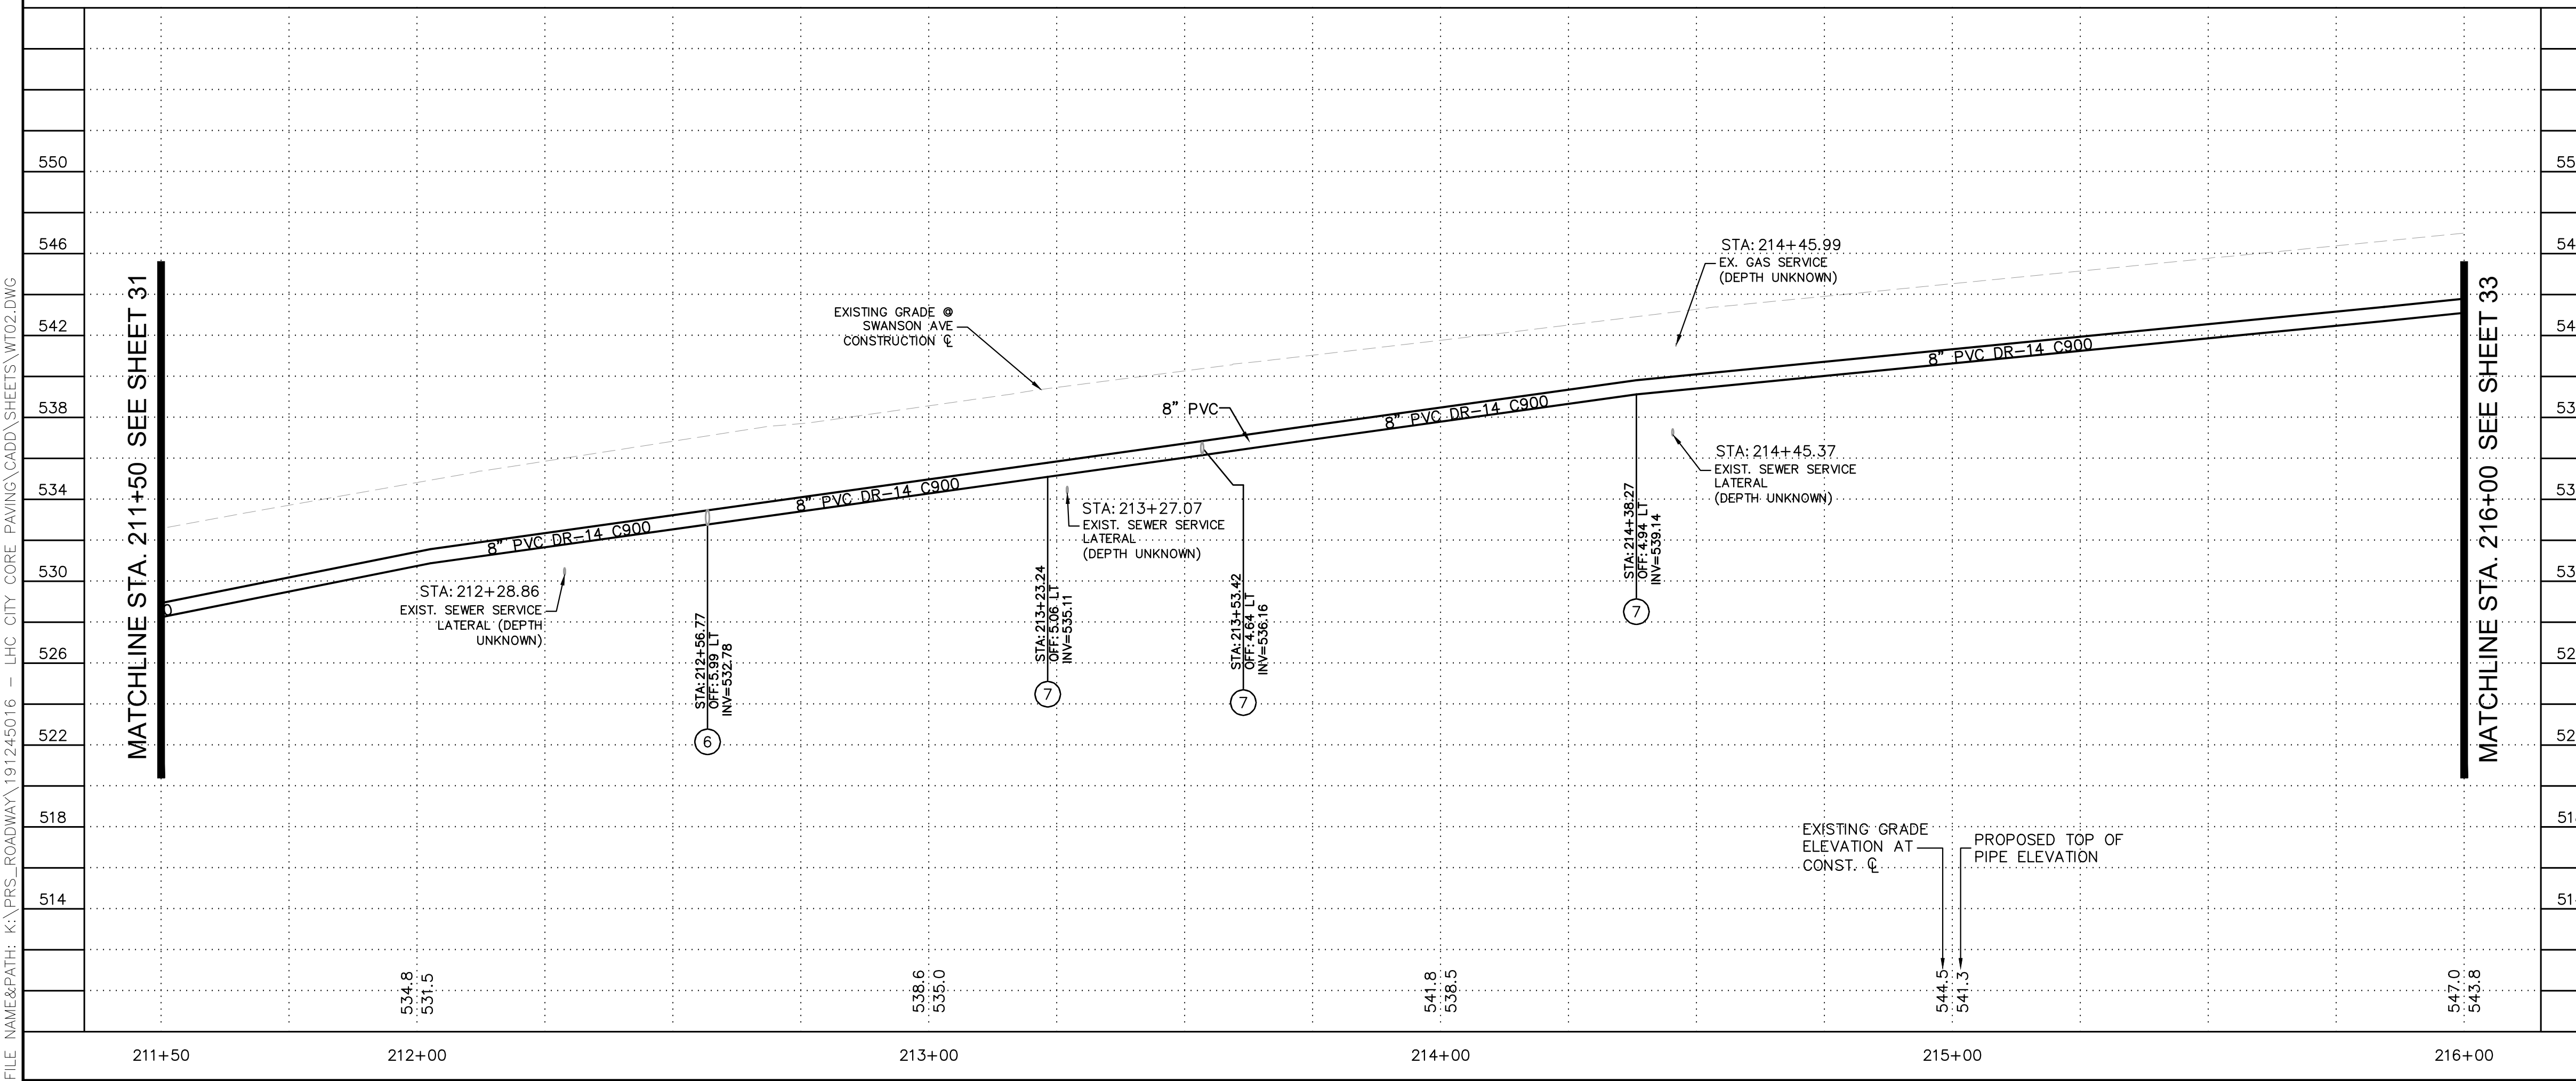 FILE NAME&PATH: K:\PRS_ROADWAY\191245016 - LHC CITY CORE PAVING\CADD\SHEETS\WT02.DWG
550
546
542
538
534
530
526
522
518
514
MATCHLINE STA. 211+50 SEE SHEET 31
EXISTING GRADE @
SWANSON AVE
CONSTRUCTION ℄
STA: 214+45.99
EX. GAS SERVICE
(DEPTH UNKNOWN)
8" PVC
8" PVC DR-14 C900
8" PVC DR-14 C900
8" PVC DR-14 C900
8" PVC DR-14 C900
STA: 212+28.86
EXIST. SEWER SERVICE
LATERAL (DEPTH
UNKNOWN)
STA: 212+56.77
OFF: 5.99 LT
INV=532.78
6
STA: 213+23.24
OFF: 5.06 LT
INV=535.11
7
STA: 213+27.07
EXIST. SEWER SERVICE
LATERAL
(DEPTH UNKNOWN)
STA: 213+53.42
OFF: 4.64 LT
INV=536.16
7
STA: 214+38.27
OFF: 4.94 LT
INV=539.14
7
STA: 214+45.37
EXIST. SEWER SERVICE
LATERAL
(DEPTH UNKNOWN)
MATCHLINE STA. 216+00 SEE SHEET 33
EXISTING GRADE
ELEVATION AT
CONST. ℄
PROPOSED TOP OF
PIPE ELEVATION
534.8
531.5
538.6
535.0
541.8
538.5
544.5
541.3
547.0
543.8
211+50
212+00
213+00
214+00
215+00
216+00